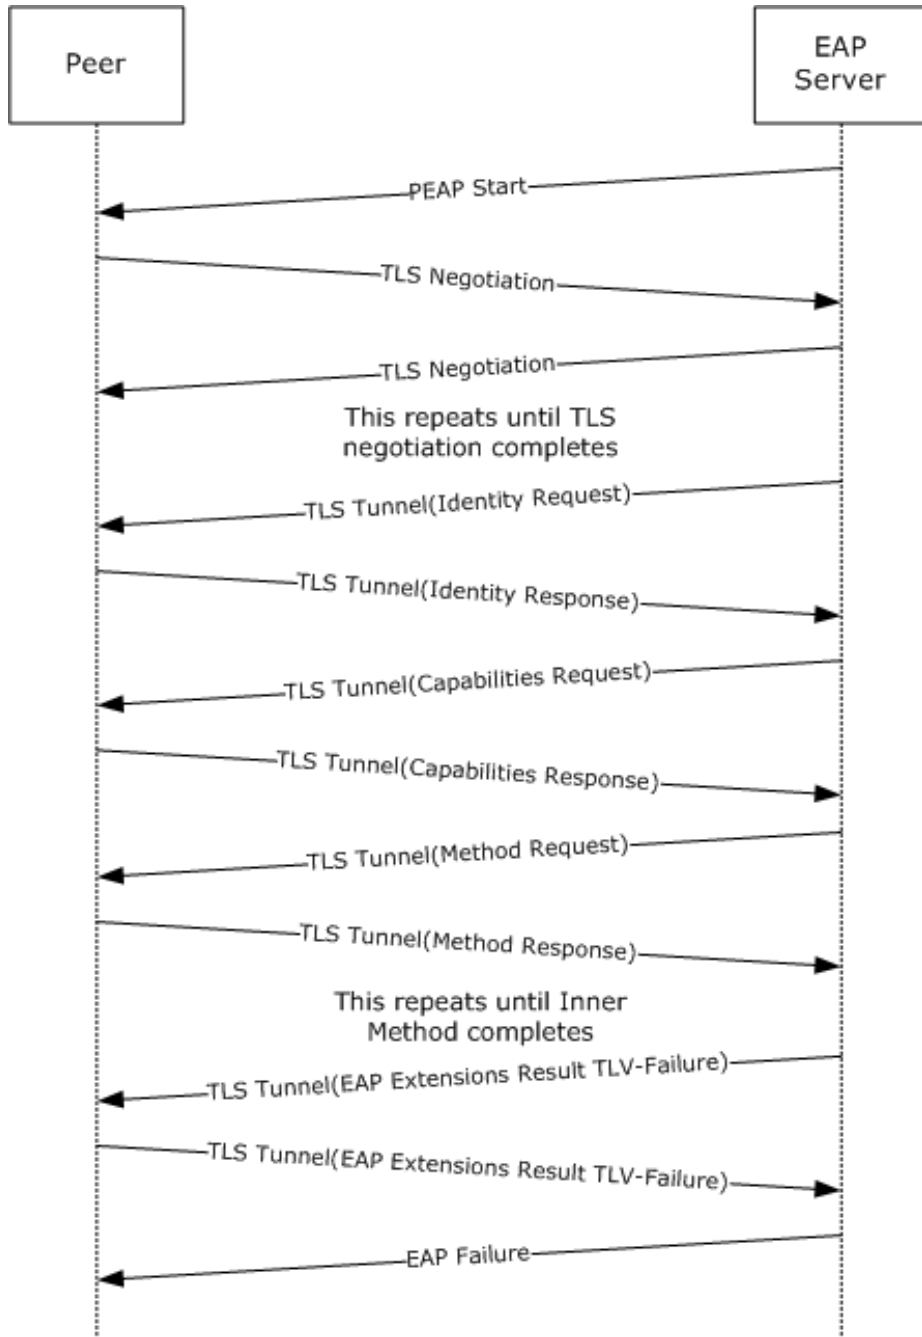 Peer
EAP
Server
PEAP Start
TLS Negotiation
TLS Negotiation
This repeats until TLS
negotiation completes
TLS Tunnel(Identity Request)
TLS Tunnel(Identity Response)
TLS Tunnel(Capabilities Request)
TLS Tunnel(Capabilities Response)
TLS Tunnel(Method Request)
TLS Tunnel(Method Response)
This repeats until Inner
Method completes
TLS Tunnel(EAP Extensions Result TLV-Failure)
TLS Tunnel(EAP Extensions Result TLV-Failure)
EAP Failure